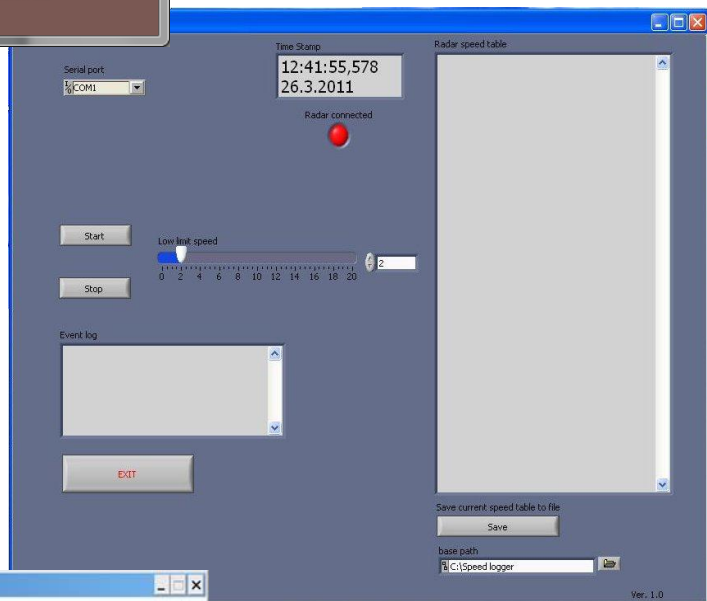 Time Stamp
12:41:55,578
26.3.2011
Radar speed table
Serial port
COM1
Radar connected
Start
Low limit speed
2
0 2 4 6 8 10 12 14 16 18 20
Stop
Event log
EXIT
Save current speed table to file
Save
base path
C:\Speed logger
Ver. 1.0